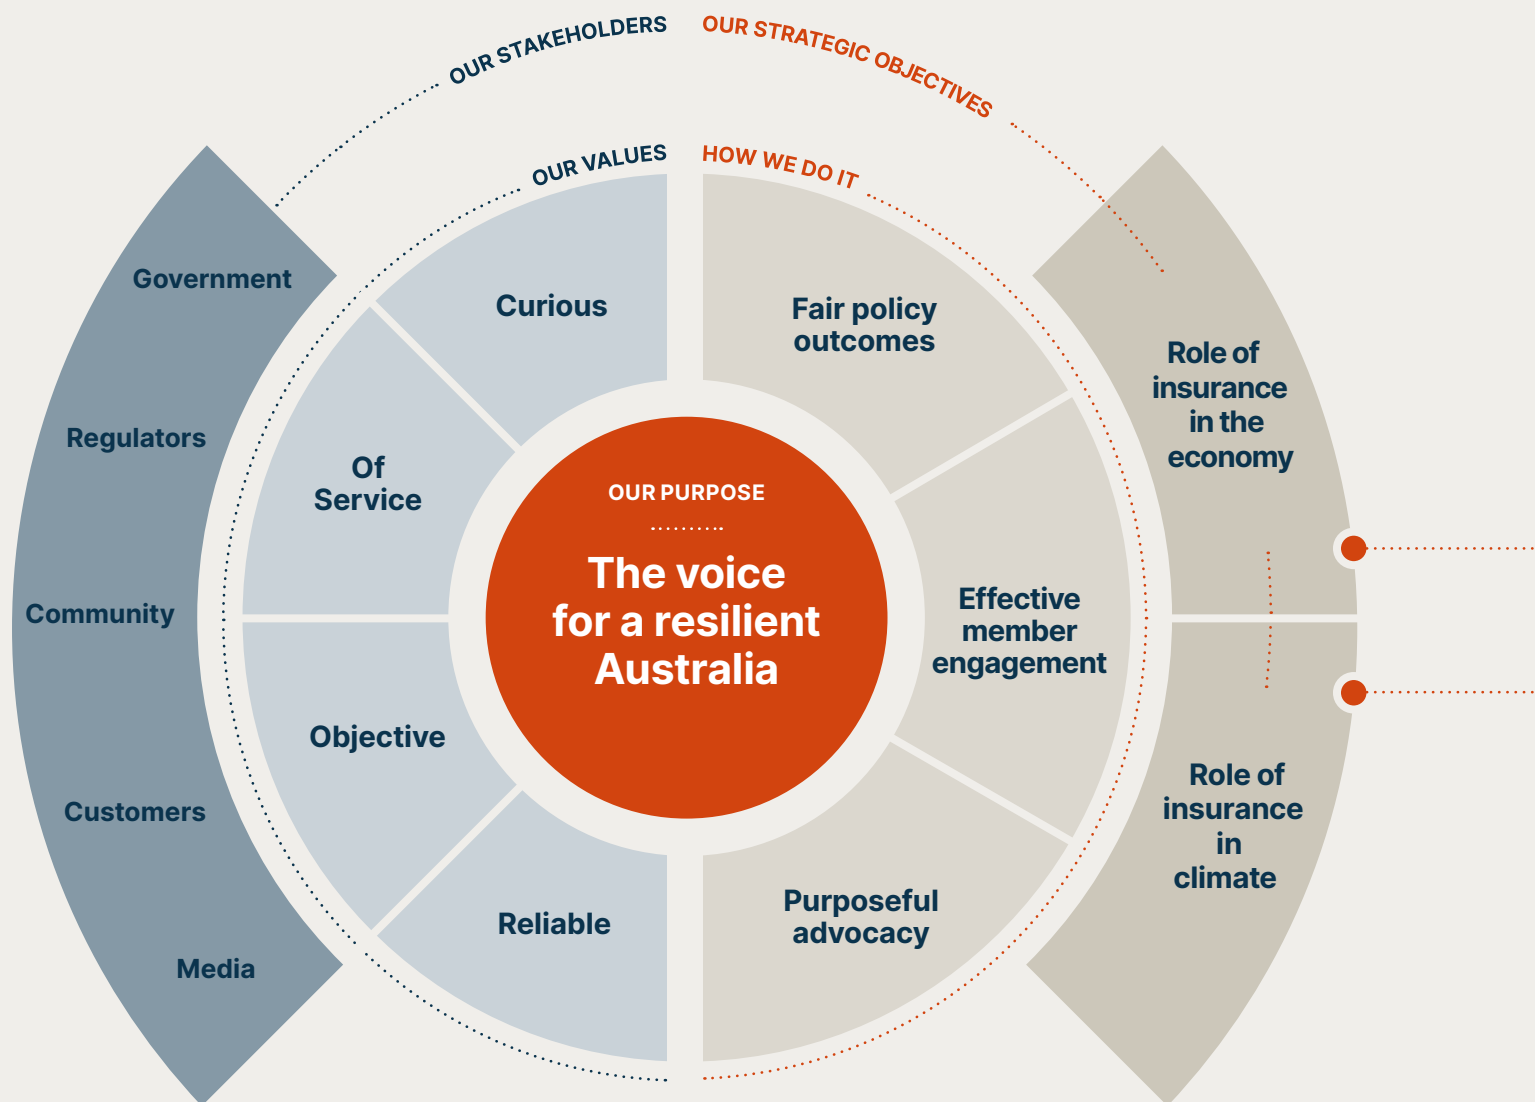 OUR STAKEHOLDERS
OUR STRATEGIC OBJECTIVES
OUR VALUES
HOW WE DO IT
Government
Regulators
Community
Customers
Media
Curious
Of
Service
Objective
Reliable
OUR PURPOSE
The voice
for a resilient
Australia
Fair policy
outcomes
Effective
member
engagement
Purposeful
advocacy
Role of
insurance
in the
economy
Role of
insurance
in
climate